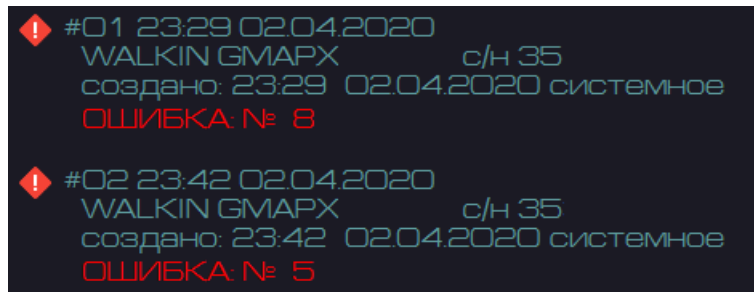 #01 23:29 02.04.2020
WALKIN GMAPX с/н 35
создано: 23:29 02.04.2020 системное
ОШИБКА: № 8
#02 23:42 02.04.2020
WALKIN GMAPX с/н 35
создано: 23:42 02.04.2020 системное
ОШИБКА: № 5